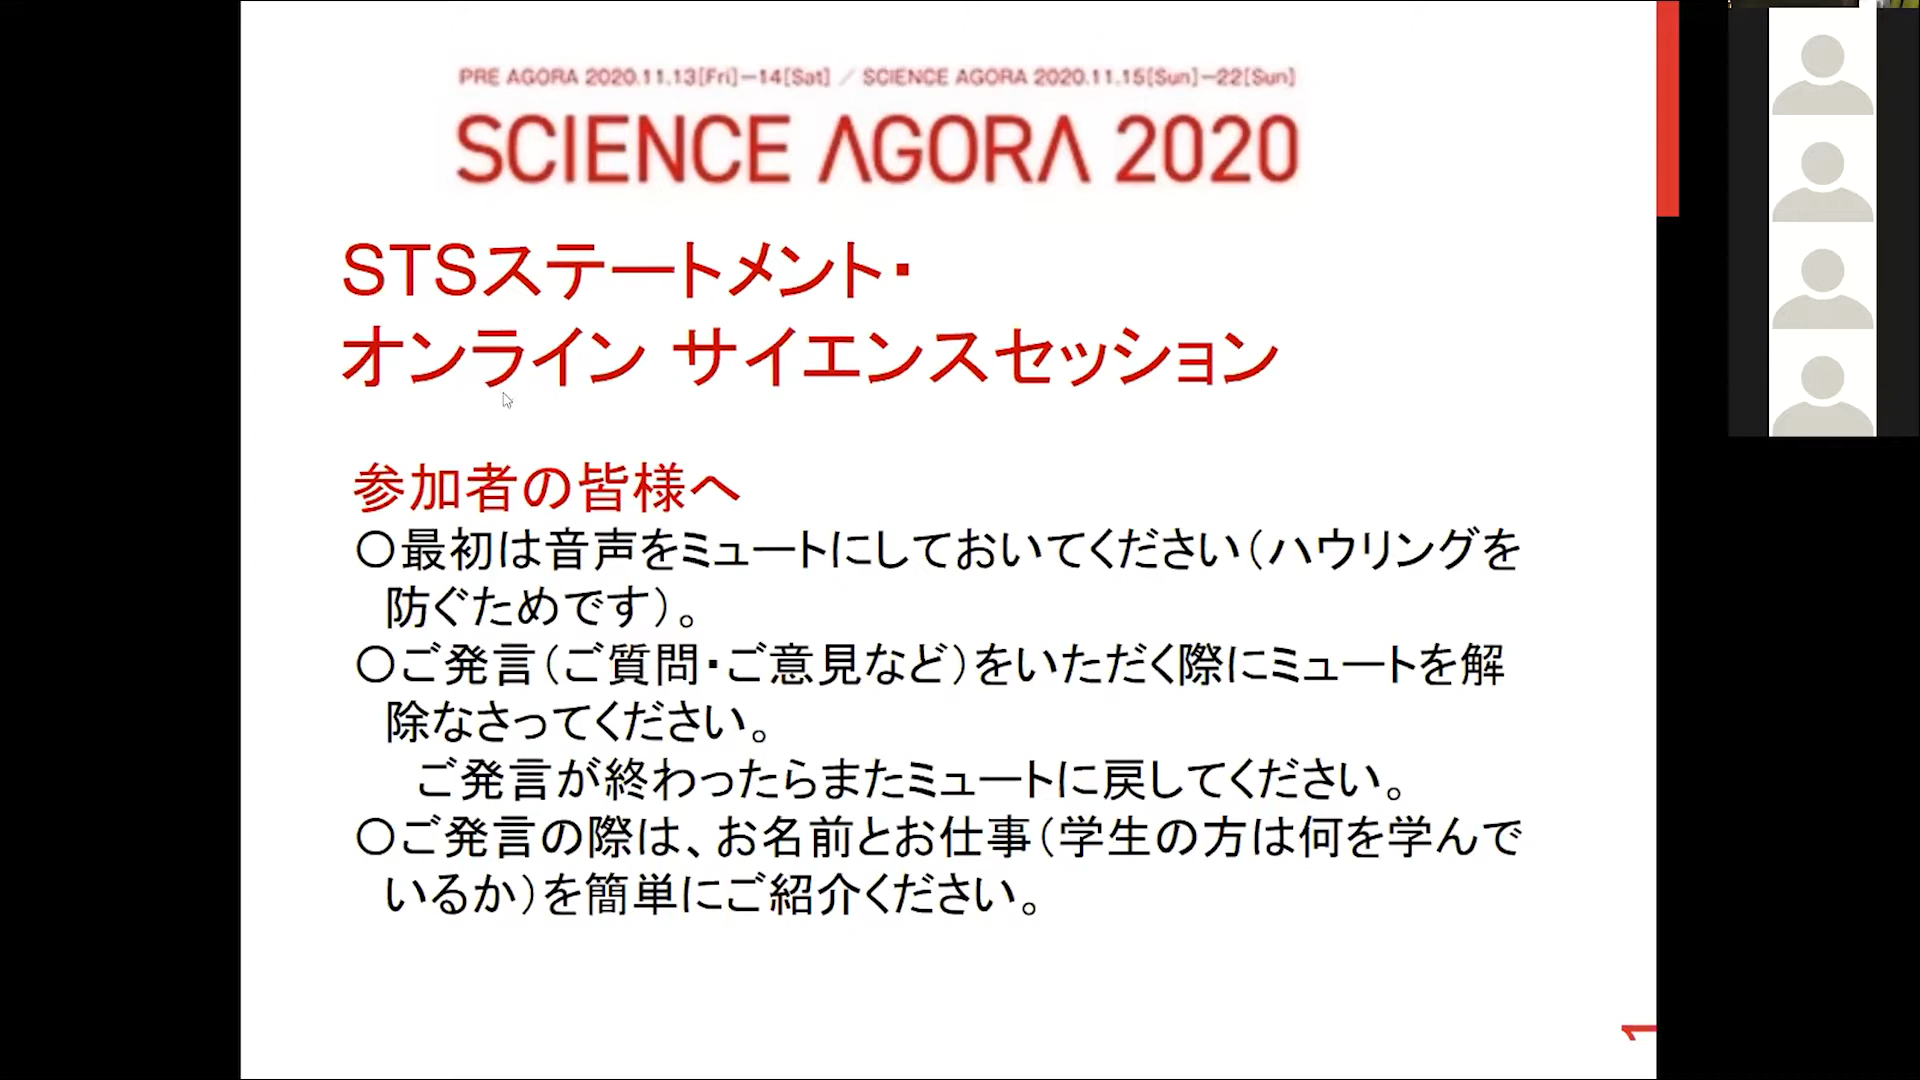 PRE AGORA 2020.11.13[Fri]－14[Sat] ／ SCIENCE AGORA 2020.11.15[Sun]－22[Sun]
SCIENCE AGORA 2020
STSステートメント・
オンライン サイエンスセッション
参加者の皆様へ
〇最初は音声をミュートにしておいてください（ハウリングを
防ぐためです）。
〇ご発言（ご質問・ご意見など）をいただく際にミュートを解
除なさってください。
ご発言が終わったらまたミュートに戻してください。
〇ご発言の際は、お名前とお仕事（学生の方は何を学んで
いるか）を簡単にご紹介ください。
1